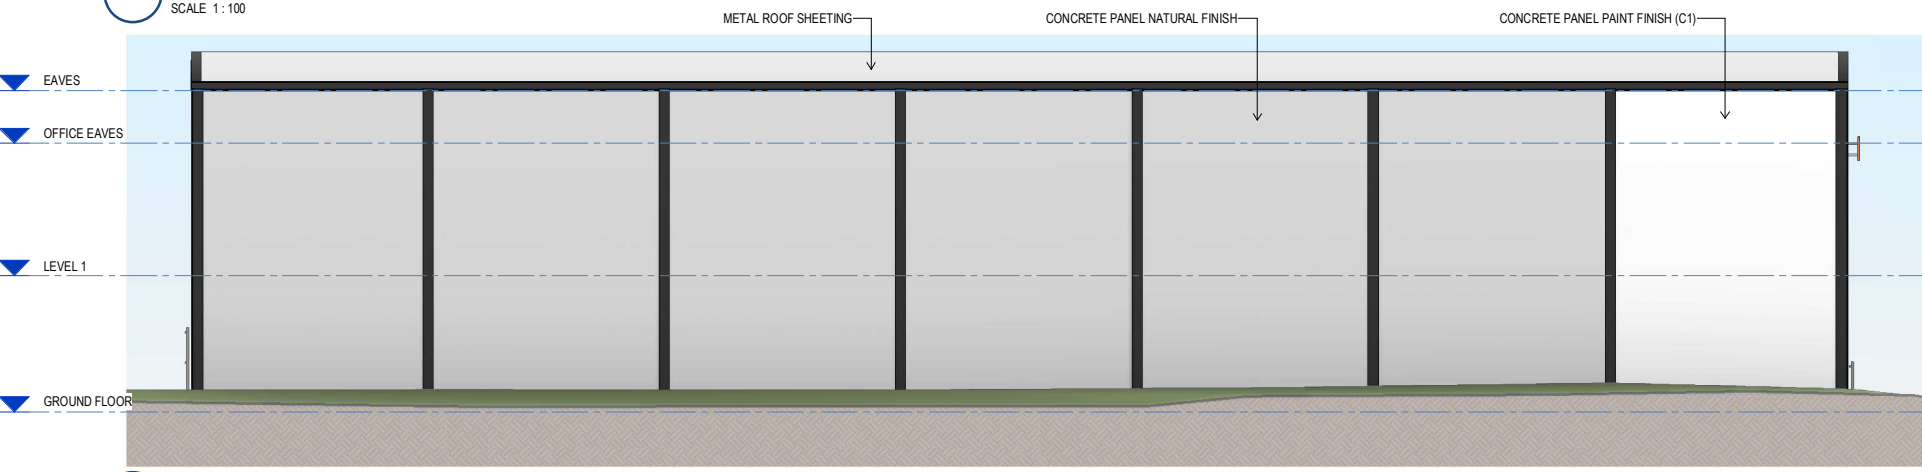 SCALE 1 : 100
METAL ROOF SHEETING
CONCRETE PANEL NATURAL FINISH
CONCRETE PANEL PAINT FINISH (C1)
EAVES
OFFICE EAVES
LEVEL 1
GROUND FLOOR